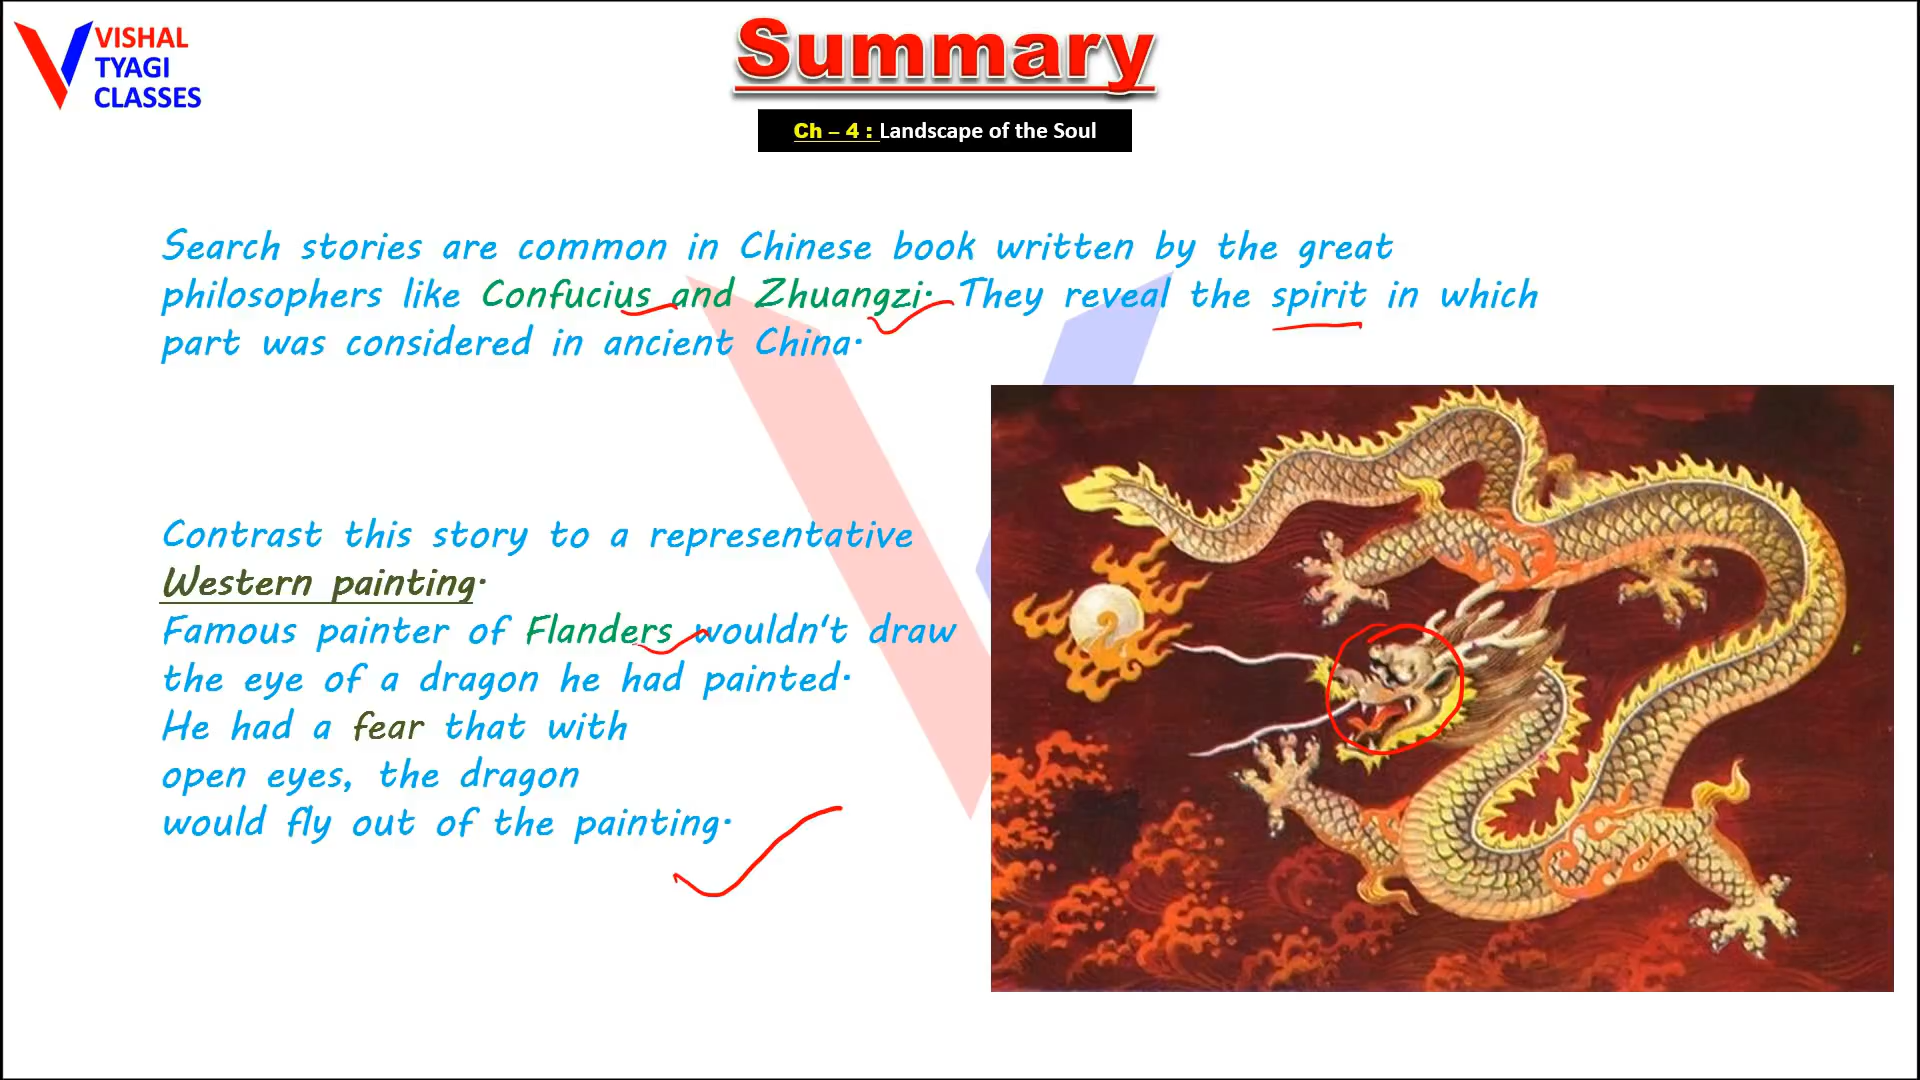 VISHAL
TYAGI
CLASSES
Summary
Ch – 4 : Landscape of the Soul
Search stories are common in Chinese book written by the great
philosophers like Confucius and Zhuangzi. They reveal the spirit in which
part was considered in ancient China.
Contrast this story to a representative
Western painting.
Famous painter of Flanders wouldn't draw
the eye of a dragon he had painted.
He had a fear that with
open eyes, the dragon
would fly out of the painting.